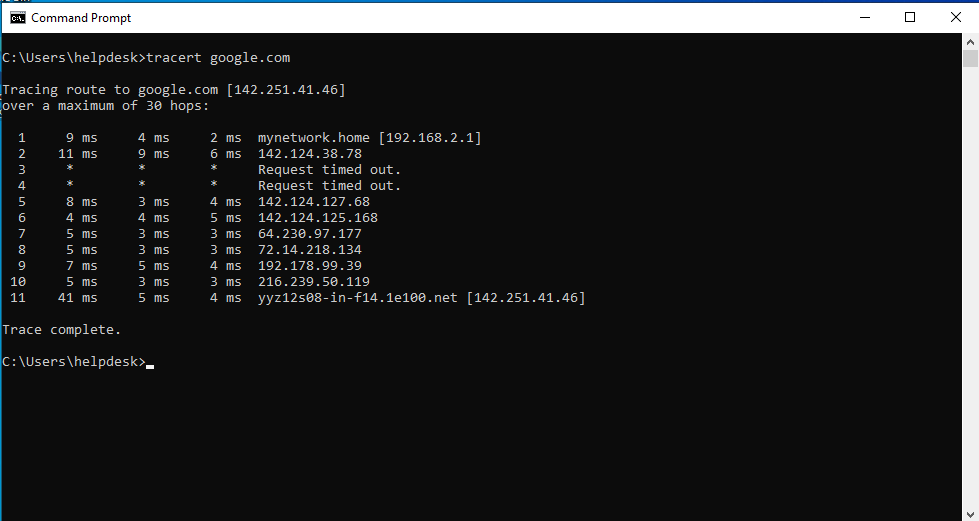 Command Prompt
C:\Users\helpdesk>tracert google.com
Tracing route to google.com [142.251.41.46]
over a maximum of 30 hops:
1 9 ms 4 ms 2 ms mynetwork.home [192.168.2.1]
2 11 ms 9 ms 6 ms 142.124.38.78
3 * * * Request timed out.
4 * * * Request timed out.
5 8 ms 3 ms 4 ms 142.124.127.68
6 4 ms 4 ms 5 ms 142.124.125.168
7 5 ms 3 ms 3 ms 64.230.97.177
8 5 ms 3 ms 3 ms 72.14.218.134
9 7 ms 5 ms 4 ms 192.178.99.39
10 5 ms 3 ms 3 ms 216.239.50.119
11 41 ms 5 ms 4 ms yyz12s08-in-f14.1e100.net [142.251.41.46]
Trace complete.
C:\Users\helpdesk>